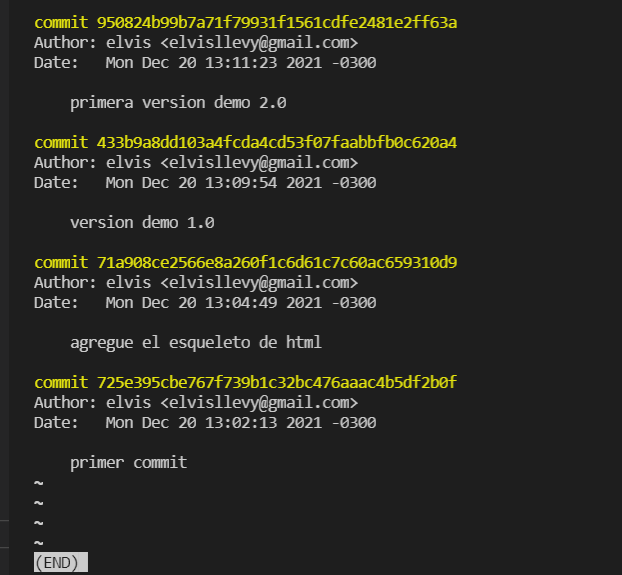 commit 950824b99b7a71f79931f1561cdfe2481e2ff63a
Author: elvis <elvisllevy@gmail.com>
Date:   Mon Dec 20 13:11:23 2021 -0300
primera version demo 2.0
commit 433b9a8dd103a4fcda4cd53f07faabbfb0c620a4
Author: elvis <elvisllevy@gmail.com>
Date:   Mon Dec 20 13:09:54 2021 -0300
version demo 1.0
commit 71a908ce2566e8a260f1c6d61c7c60ac659310d9
Author: elvis <elvisllevy@gmail.com>
Date:   Mon Dec 20 13:04:49 2021 -0300
agregue el esqueleto de html
commit 725e395cbe767f739b1c32bc476aaac4b5df2b0f
Author: elvis <elvisllevy@gmail.com>
Date:   Mon Dec 20 13:02:13 2021 -0300
primer commit
~
~
~
~
(END)